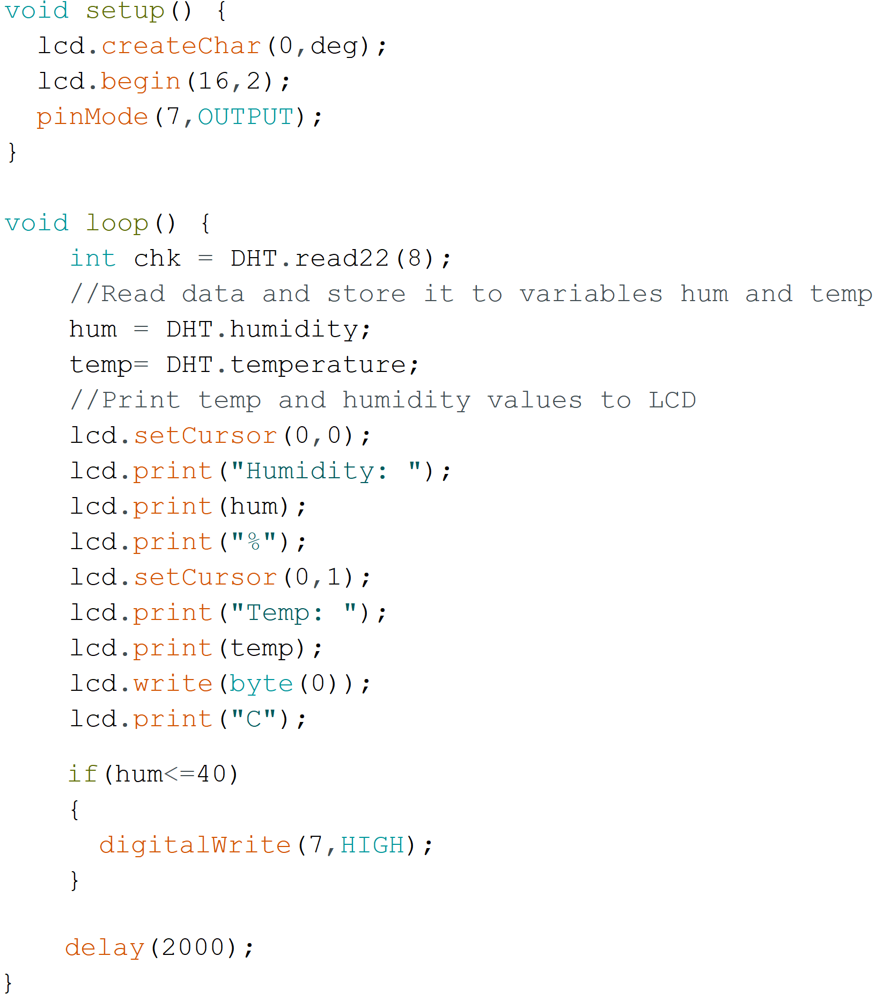 void setup() {
  lcd.createChar(0,deg);
  lcd.begin(16,2);
  pinMode(7,OUTPUT);
}

void loop() {
    int chk = DHT.read22(8);
    //Read data and store it to variables hum and temp
    hum = DHT.humidity;
    temp= DHT.temperature;
    //Print temp and humidity values to LCD
    lcd.setCursor(0,0);
    lcd.print("Humidity: ");
    lcd.print(hum);
    lcd.print("%");
    lcd.setCursor(0,1);
    lcd.print("Temp: ");
    lcd.print(temp);
    lcd.write(byte(0));
    lcd.print("C");

    if(hum<=40)
    {
      digitalWrite(7,HIGH);
    }

    delay(2000);
}